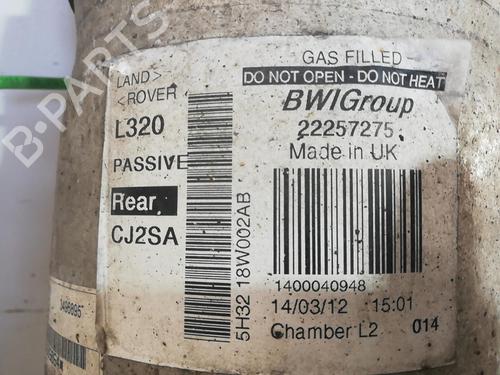 LAND>
<ROVER
L320
PASSIVE
Rear
CJ2SA
5H32 18W002AB
GAS FILLED
DO NOT OPEN - DO NOT HEAT
BWIGroup
22257275
Made in UK
1400040948
14/03/12 15:01
Chamber L2 014
3498895
B-PARTS